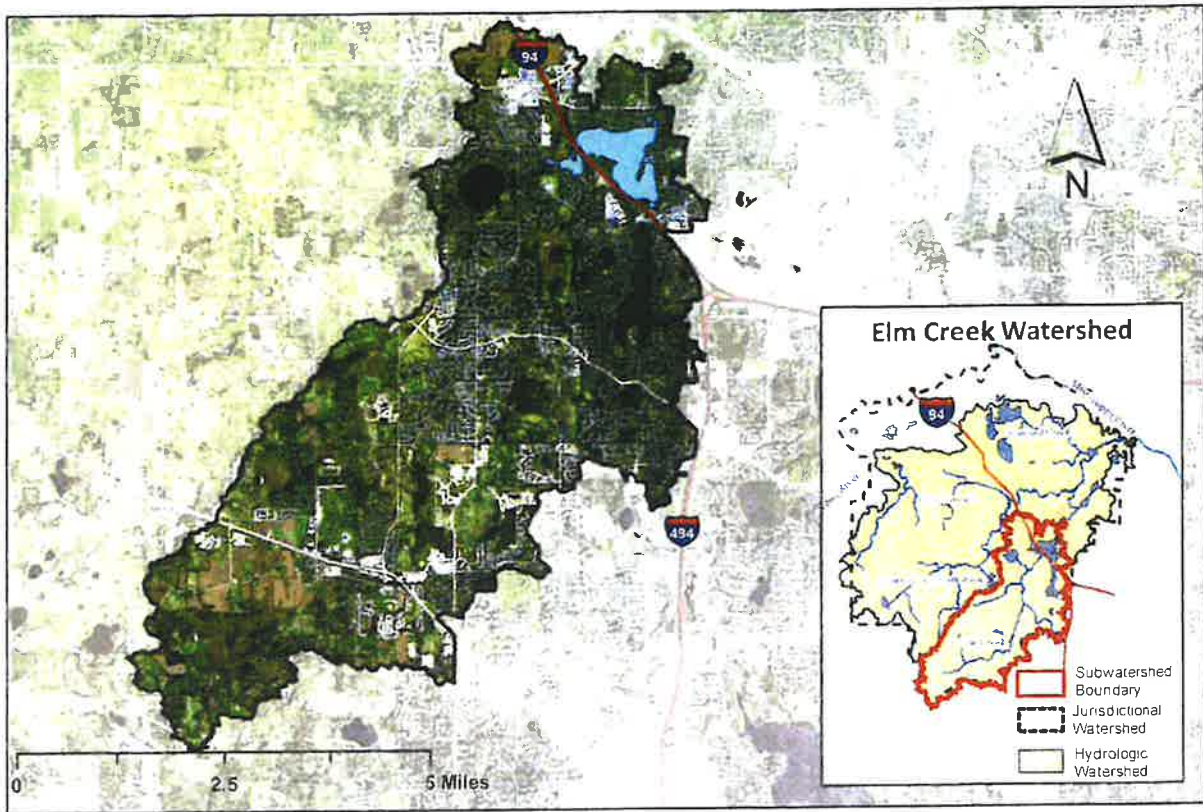 94
N
Elm Creek Watershed
94
494
Subwatershed
Boundary
Jurisdictional
Watershed
Hydrologic
Watershed
0
2.5
5 Miles